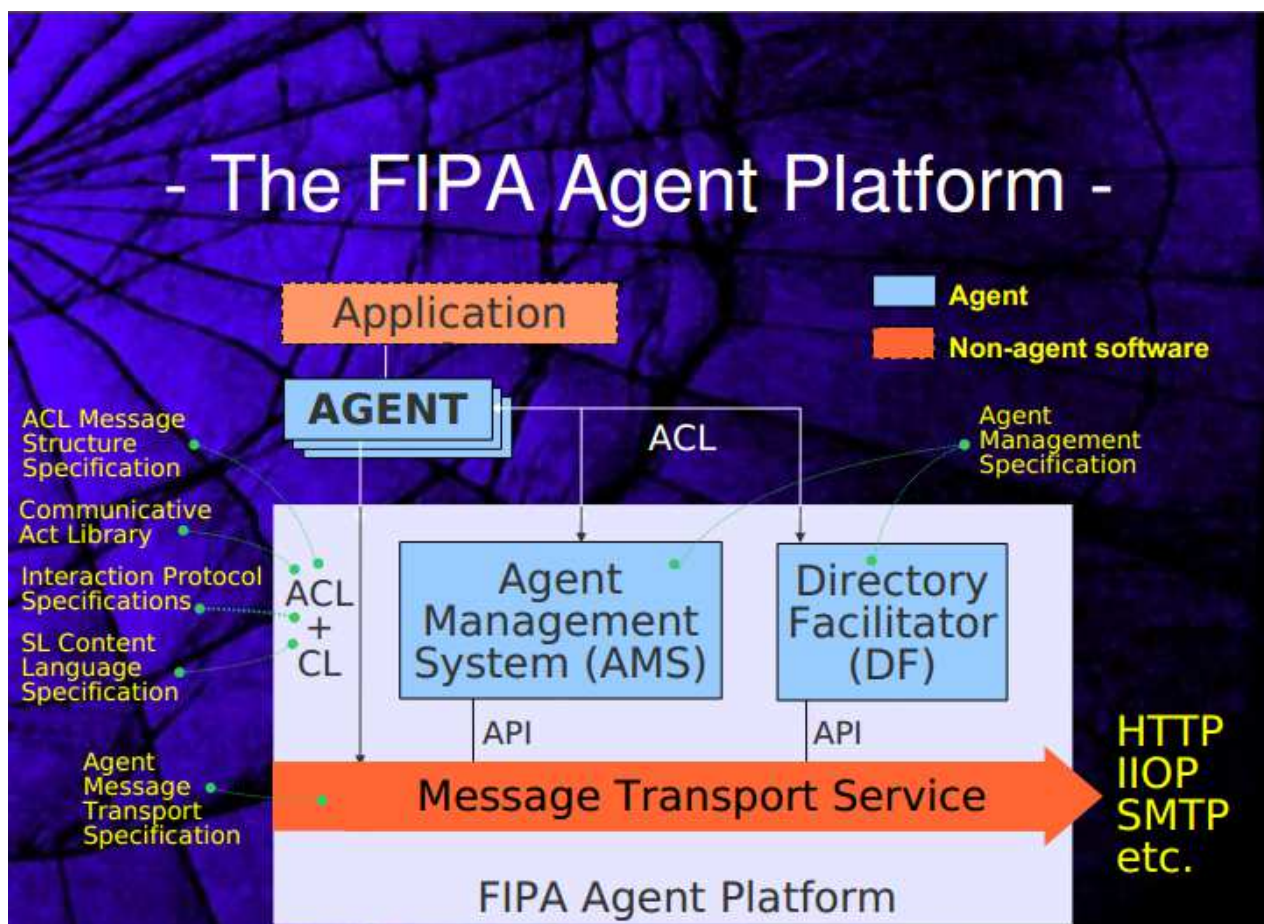 - The FIPA Agent Platform -
Application
Agent
Non-agent software
AGENT
ACL
Agent
Management
Specification
ACL Message
Structure
Specification
Communicative
Act Library
Interaction Protocol
Specifications
SL Content
Language
Specification
ACL
+
CL
Agent
Management
System (AMS)
Directory
Facilitator
(DF)
API
API
Agent
Message
Transport
Specification
Message Transport Service
HTTP
IIOP
SMTP
etc.
FIPA Agent Platform